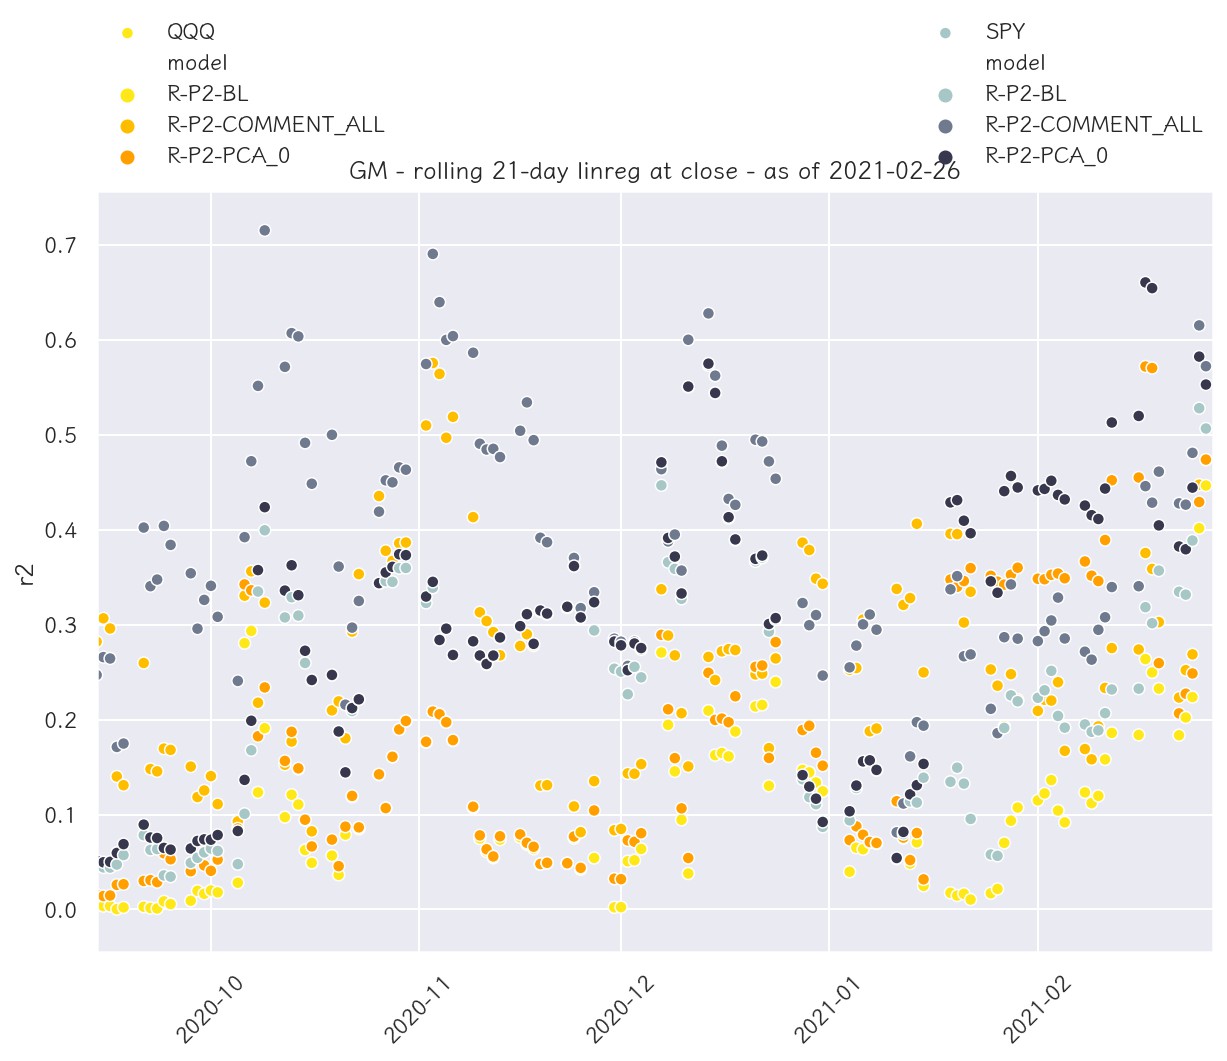 QQQ
model
R-P2-BL
R-P2-COMMENT_ALL
R-P2-PCA_0
SPY
model
R-P2-BL
R-P2-COMMENT_ALL
R-P2-PCA_0
GM - rolling 21-day linreg at close - as of 2021-02-26
0.7
0.6
0.5
0.4
0.3
0.2
0.1
0.0
r2
2020-10
2020-11
2020-12
2021-01
2021-02